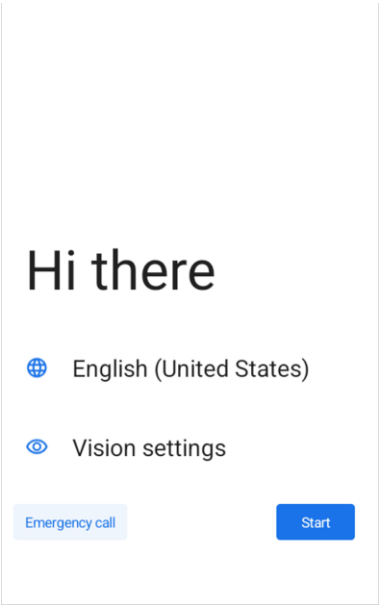 Hi there
English (United States)
Vision settings
Emergency call
Start